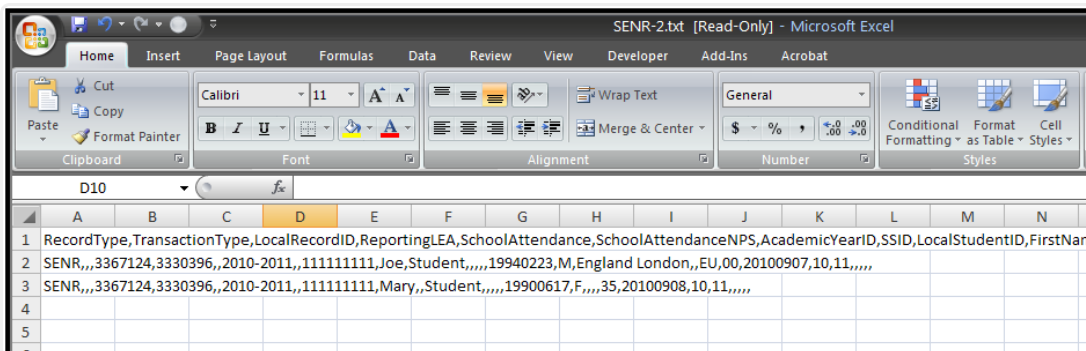 SENR-2.txt [Read-Only] - Microsoft Excel
Home Insert Page Layout Formulas Data Review View Developer Add-Ins Acrobat
Cut
Copy
Format Painter
Paste
Clipboard
Calibri 11 A A
B I U A
Font
Wrap Text
Merge & Center
Alignment
General
$ % , .0 .00 .00 .0
Number
Conditional Formatting
Format as Table
Cell Styles
Styles
D10 fx
A B C D E F G H I J K L M N
1 RecordType,TransactionType,LocalRecordID,ReportingLEA,SchoolAttendance,SchoolAttendanceNPS,AcademicYearID,SSID,LocalStudentID,FirstNar
2 SENR,,,3367124,3330396,,2010-2011,,111111111,Joe,Student,,,,,19940223,M,England London,,EU,00,20100907,10,11,,,,,
3 SENR,,,3367124,3330396,,2010-2011,,111111111,Mary,,Student,,,,,19900617,F,,,,35,20100908,10,11,,,,,
4
5